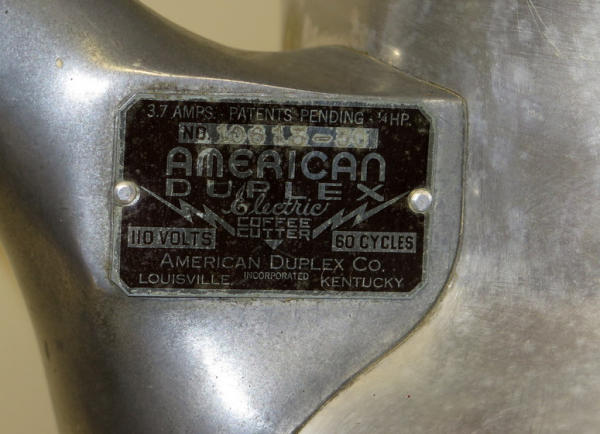 3.7 AMPS. PATENTS PENDING - ¼ HP.
NO.
AMERICAN
DUPLEX
Electric
COFFEE
CUTTER
110 VOLTS 60 CYCLES
AMERICAN DUPLEX CO.
LOUISVILLE INCORPORATED KENTUCKY